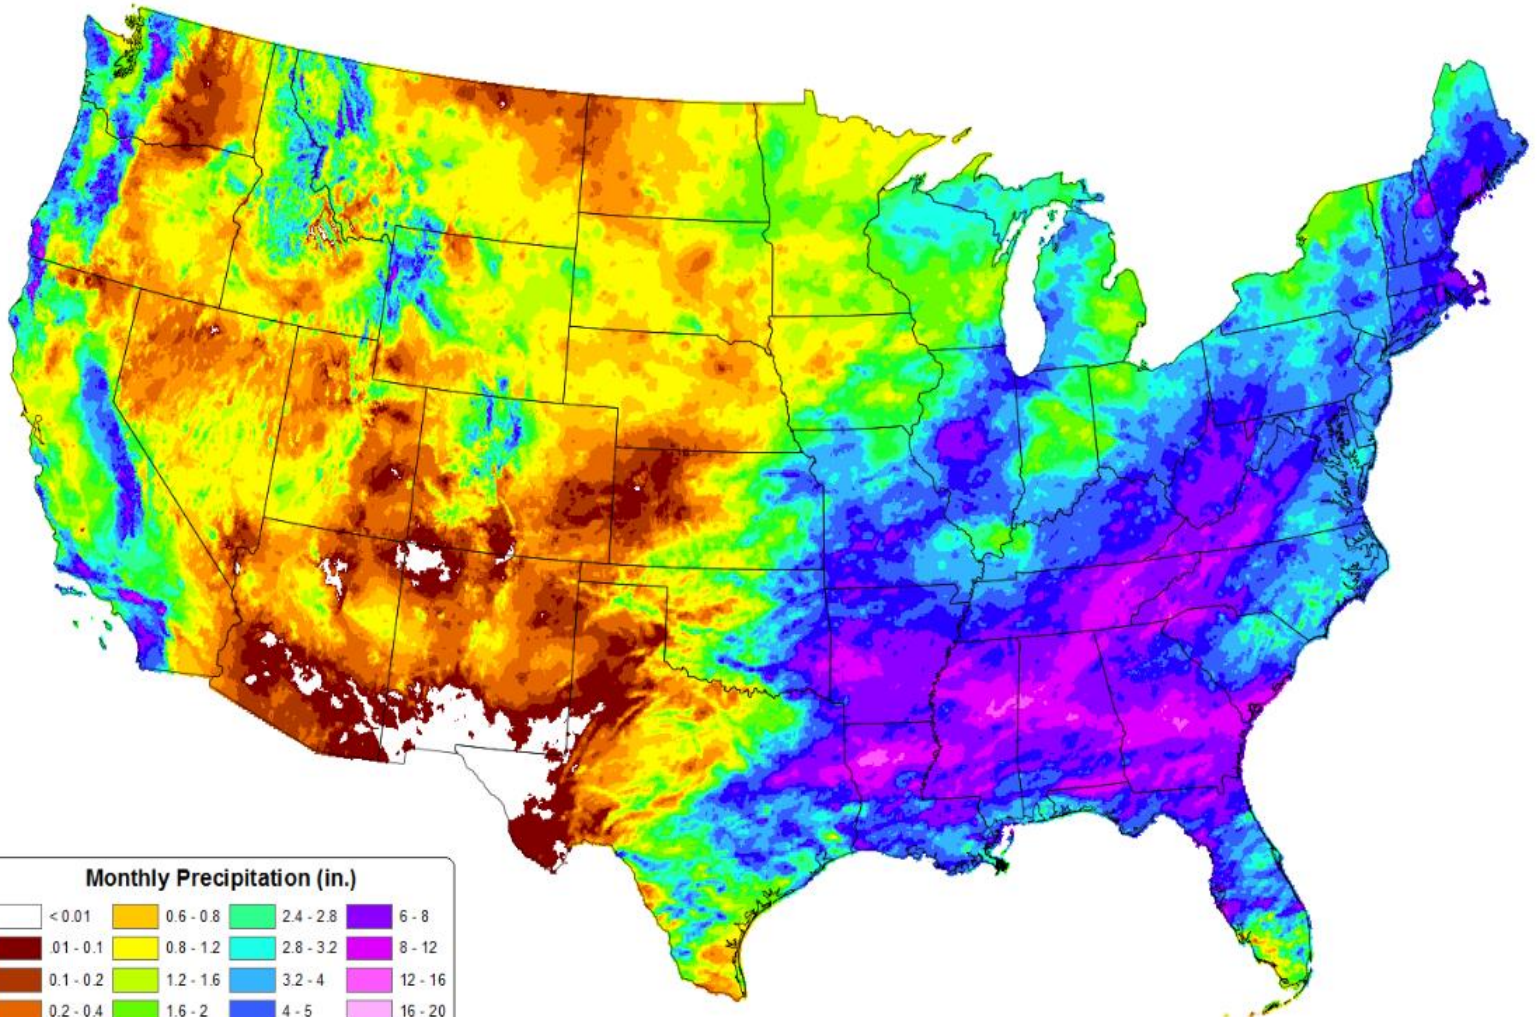 Monthly Precipitation (in.)
< 0.01 0.6 - 0.8 2.4 - 2.8 6 - 8
.01 - 0.1 0.8 - 1.2 2.8 - 3.2 8 - 12
0.1 - 0.2 1.2 - 1.6 3.2 - 4 12 - 16
0.2 - 0.4 1.6 - 2 4 - 5 16 - 20